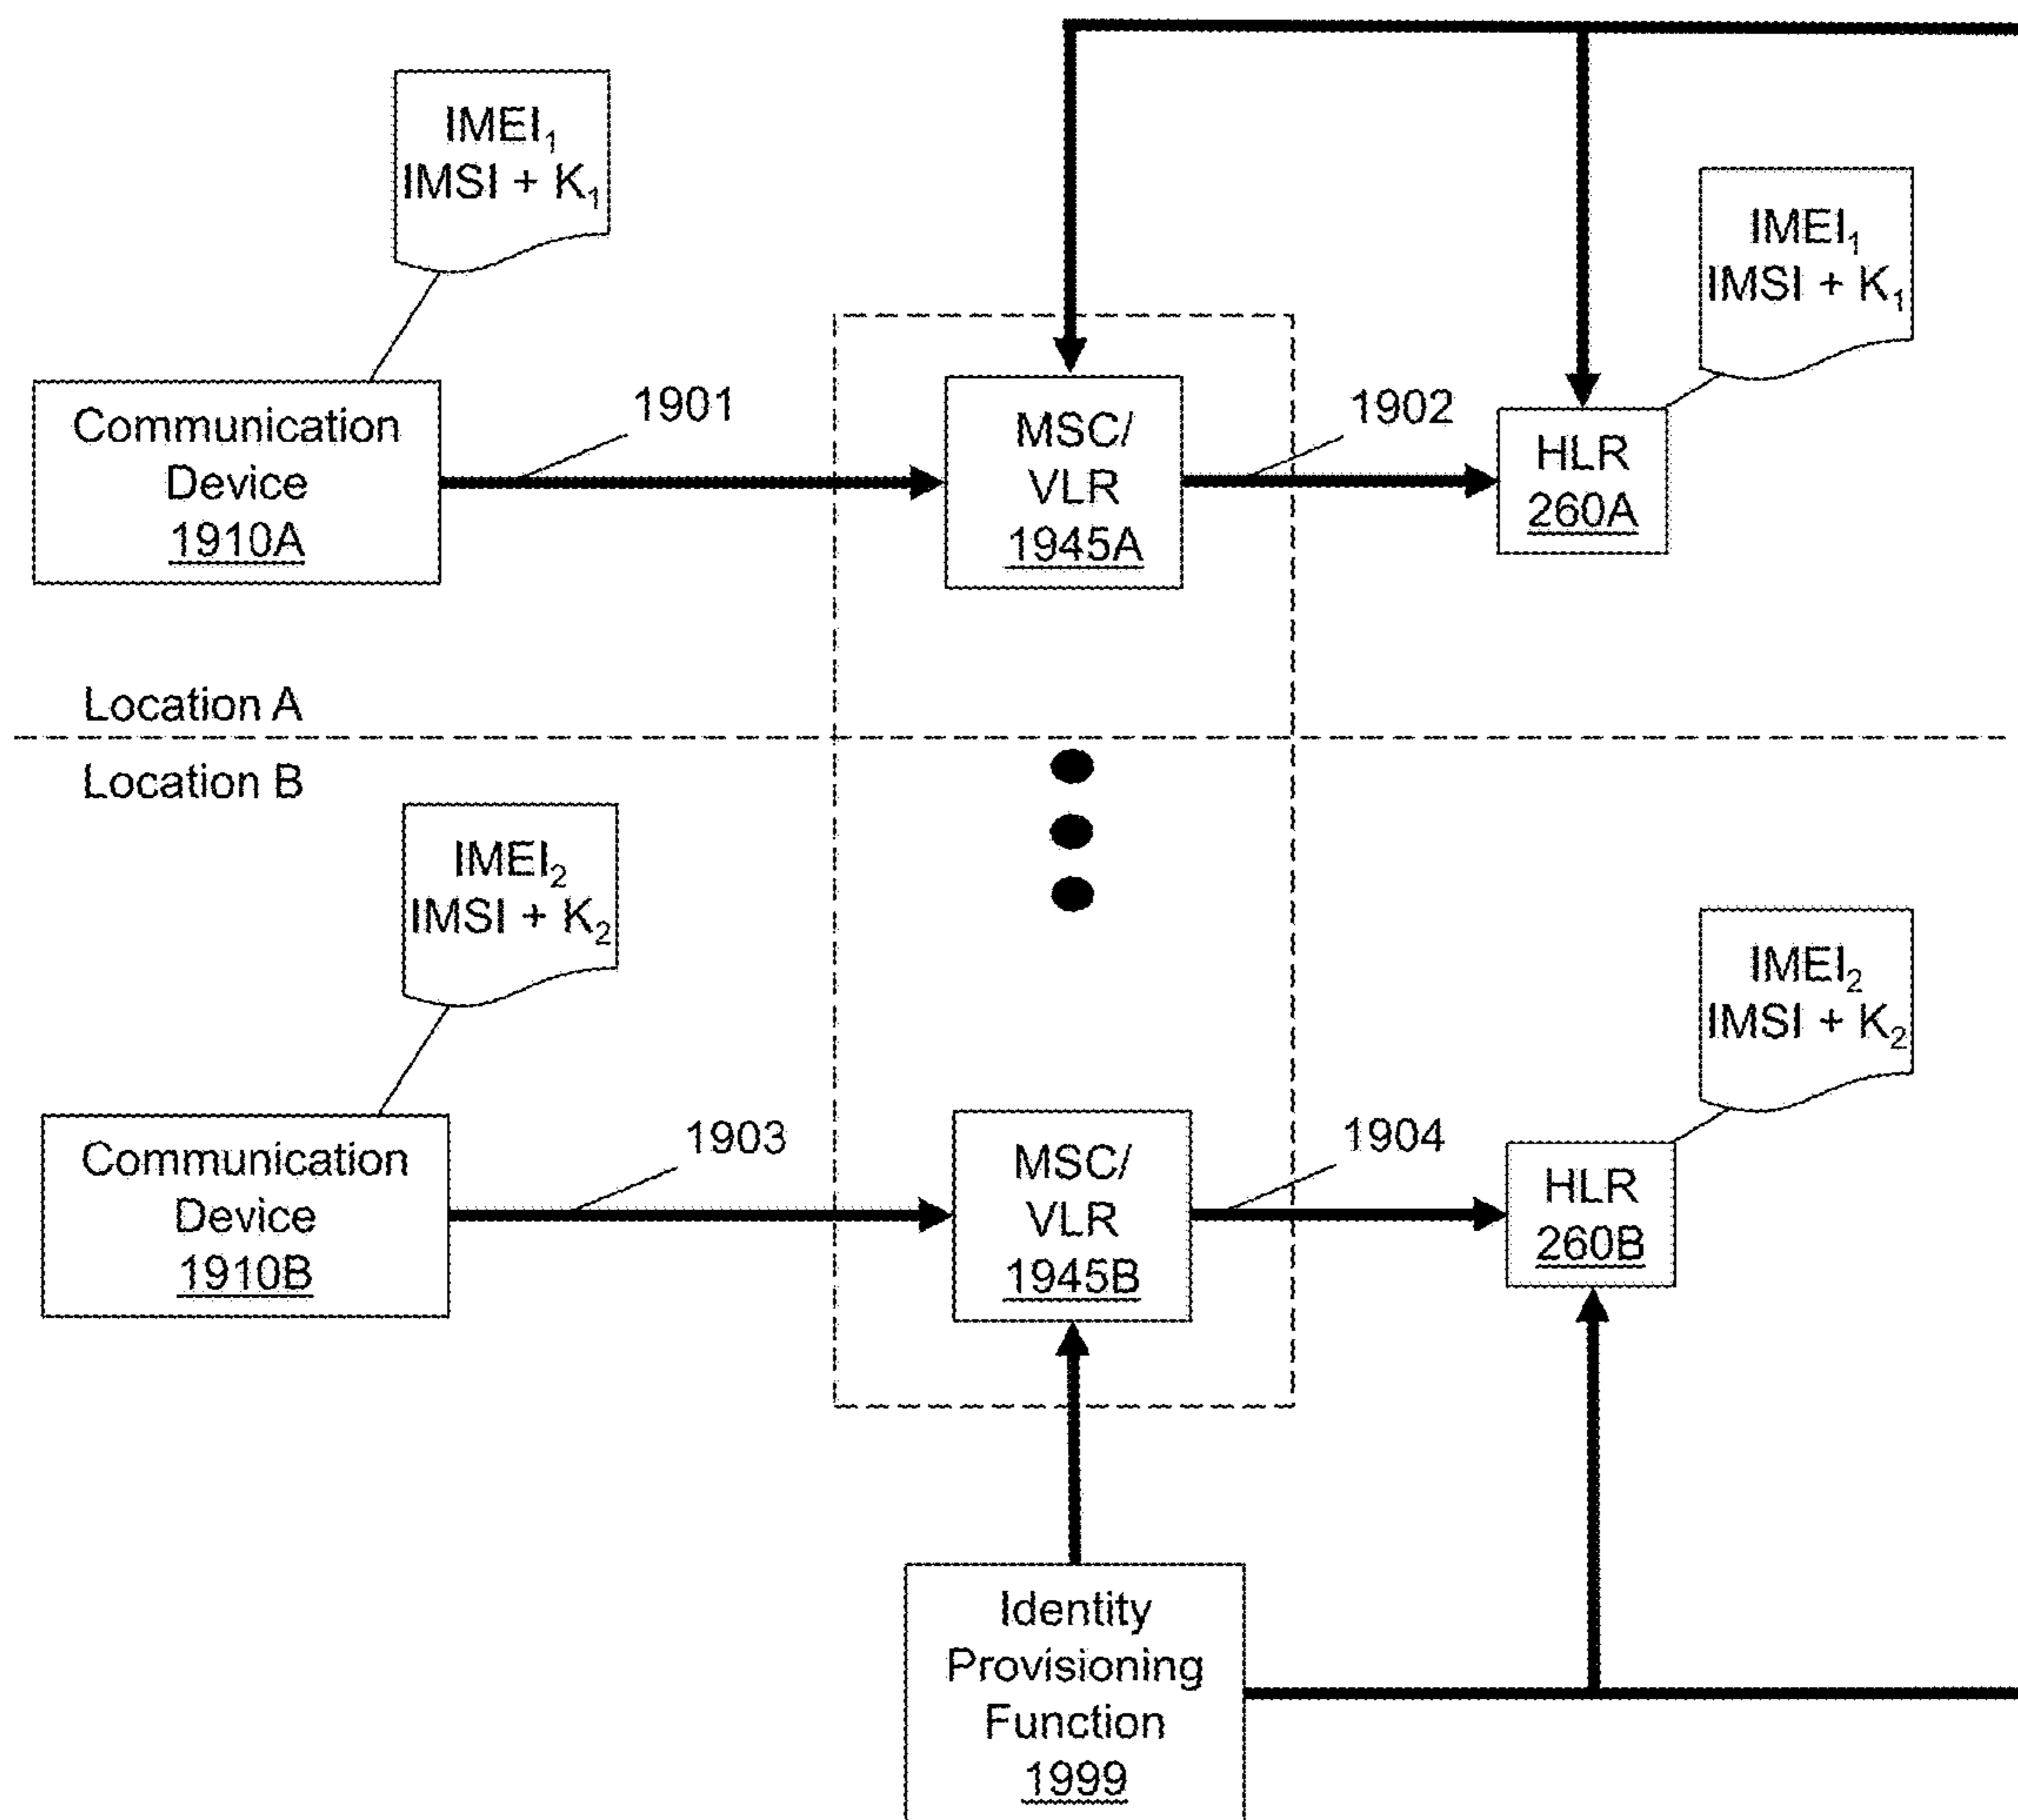 IMEI₁
IMSI + K₁
IMEI₁
IMSI + K₁
Communication
Device
1910A
1901
MSC/
VLR
1945A
1902
HLR
260A
Location A
Location B
IMEI₂
IMSI + K₂
IMEI₂
IMSI + K₂
Communication
Device
1910B
1903
MSC/
VLR
1945B
1904
HLR
260B
Identity
Provisioning
Function
1999